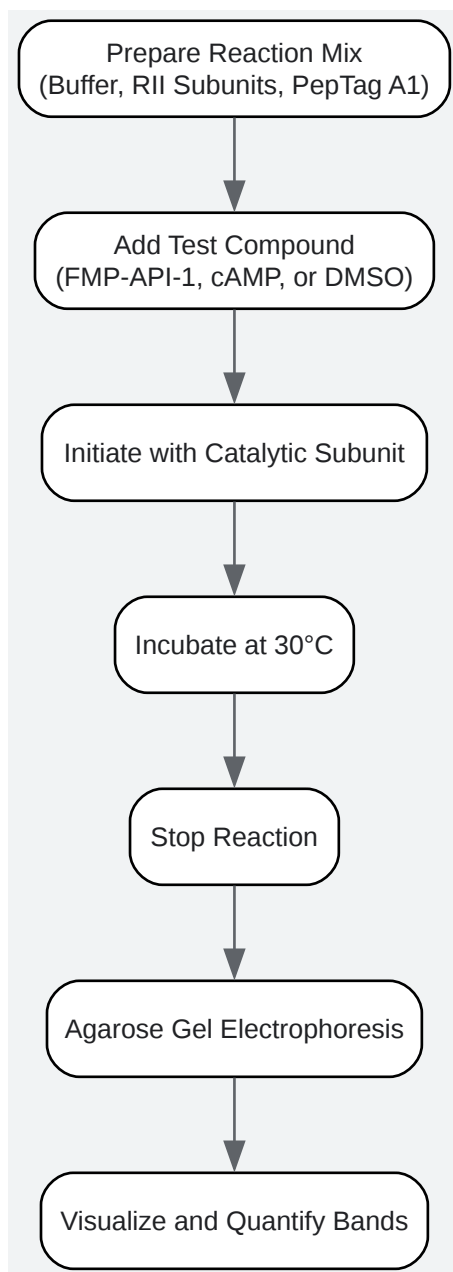 Prepare Reaction Mix
(Buffer, RII Subunits, PepTag A1)
Add Test Compound
(FMP-API-1, cAMP, or DMSO)
Initiate with Catalytic Subunit
Incubate at 30°C
Stop Reaction
Agarose Gel Electrophoresis
Visualize and Quantify Bands